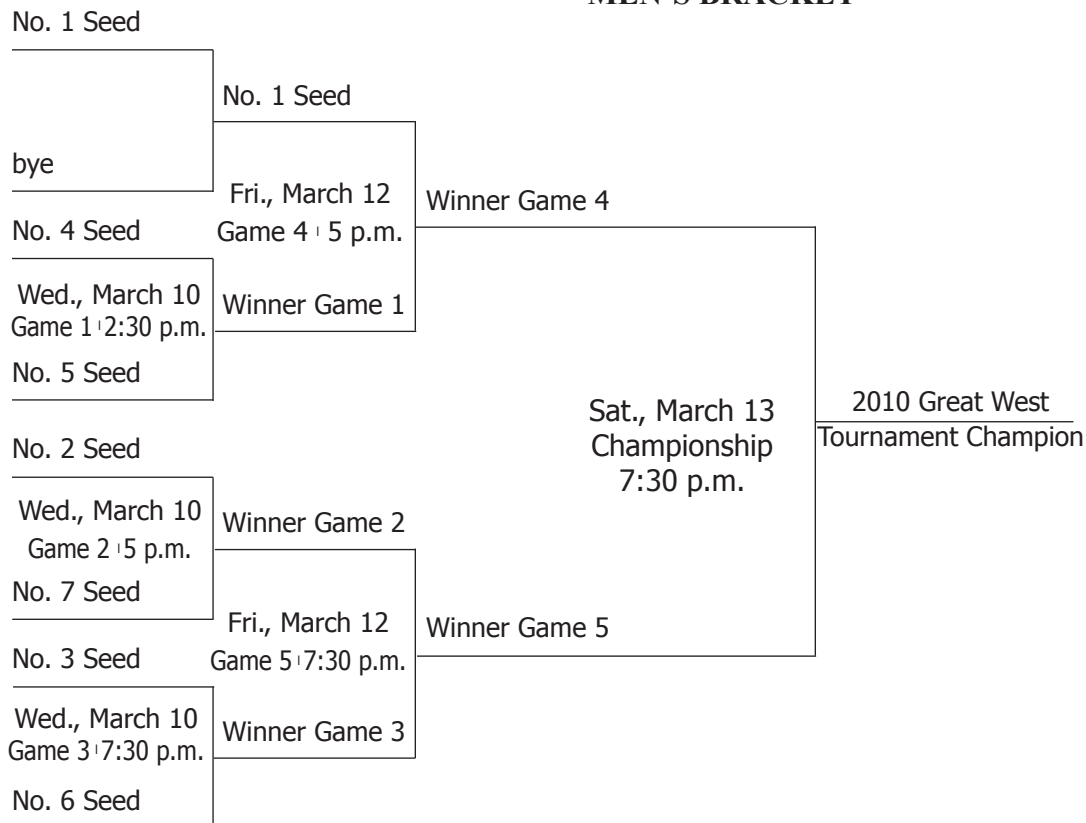 MEN'S BRACKET
No. 1 Seed
No. 1 Seed
bye
Fri., March 12
Game 4 | 5 p.m.
Winner Game 4
No. 4 Seed
Wed., March 10
Game 1 | 2:30 p.m.
Winner Game 1
No. 5 Seed
Sat., March 13
Championship
7:30 p.m.
2010 Great West
Tournament Champion
No. 2 Seed
Wed., March 10
Game 2 | 5 p.m.
Winner Game 2
No. 7 Seed
Fri., March 12
Game 5 | 7:30 p.m.
Winner Game 5
No. 3 Seed
Wed., March 10
Game 3 | 7:30 p.m.
Winner Game 3
No. 6 Seed